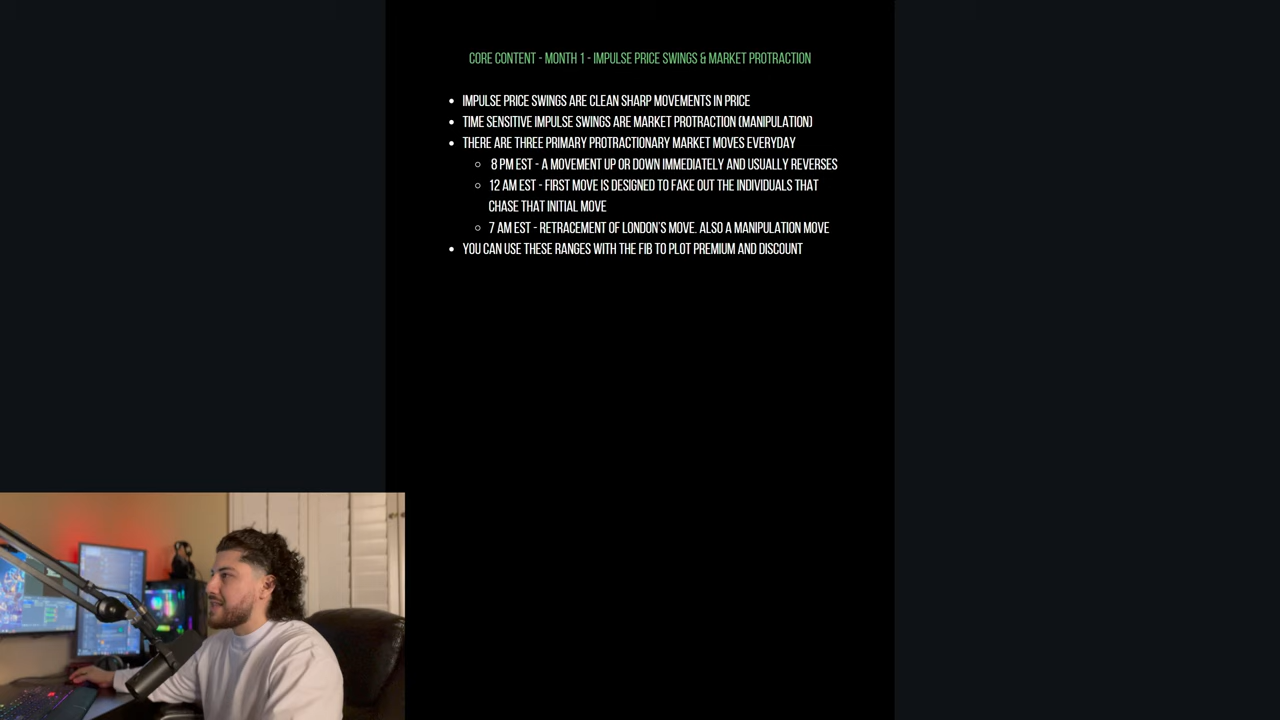 CORE CONTENT - MONTH 1 - IMPULSE PRICE SWINGS & MARKET PROTRACTION
• IMPULSE PRICE SWINGS ARE CLEAN SHARP MOVEMENTS IN PRICE
• TIME SENSITIVE IMPULSE SWINGS ARE MARKET PROTRACTION (MANIPULATION)
• THERE ARE THREE PRIMARY PROTRACTIONARY MARKET MOVES EVERYDAY
○ 8 PM EST - A MOVEMENT UP OR DOWN IMMEDIATELY AND USUALLY REVERSES
○ 12 AM EST - FIRST MOVE IS DESIGNED TO FAKE OUT THE INDIVIDUALS THAT
CHASE THAT INITIAL MOVE
○ 7 AM EST - RETRACEMENT OF LONDON'S MOVE. ALSO A MANIPULATION MOVE
• YOU CAN USE THESE RANGES WITH THE FIB TO PLOT PREMIUM AND DISCOUNT